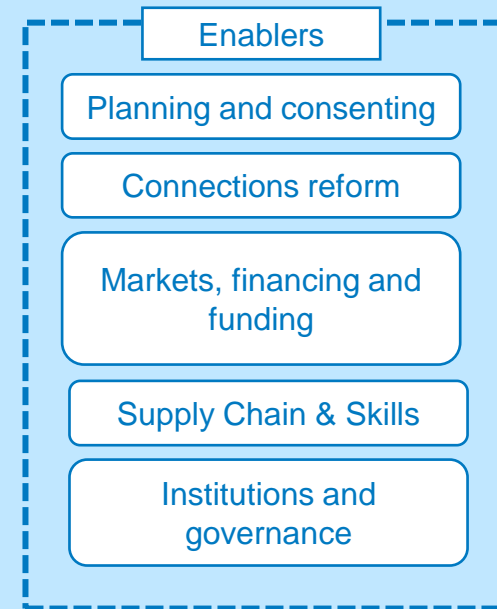 Enablers
Planning and consenting
Connections reform
Markets, financing and
funding
Supply Chain & Skills
Institutions and
governance